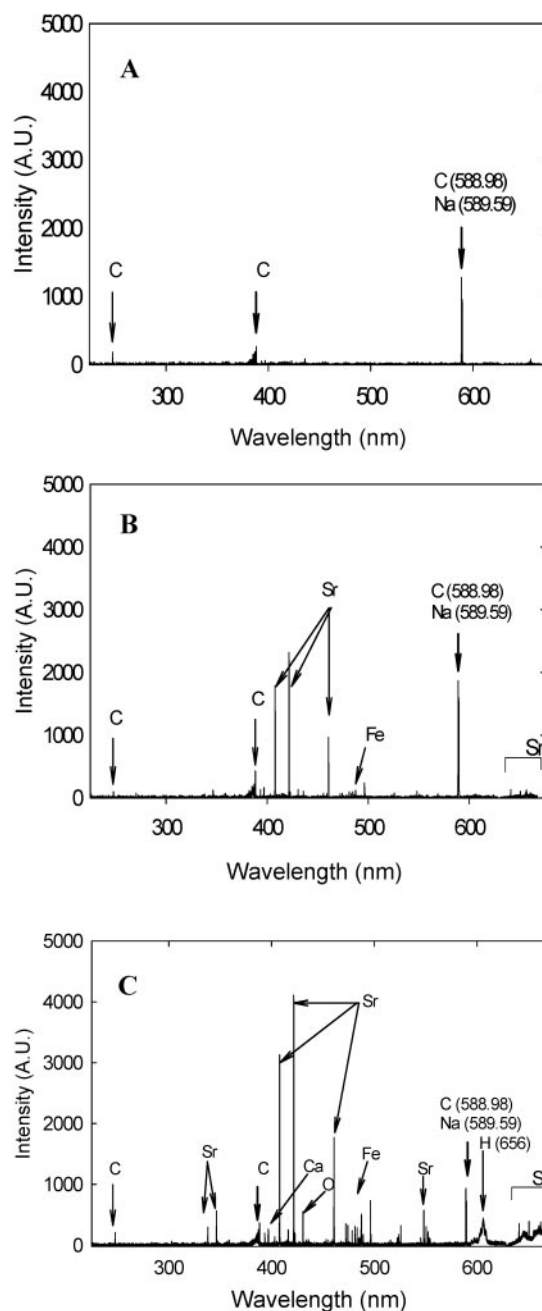 5000
A
4000
3000
C (588.98)
Na (589.59)
2000
C
C
1000
0
300
400
500
600
Intensity (A.U.)
Wavelength (nm)
5000
B
4000
Sr
C (588.98)
Na (589.59)
3000
2000
C
C
Fe
Sr
1000
0
300
400
500
600
Intensity (A.U.)
Wavelength (nm)
5000
C
4000
Sr
3000
C (588.98)
Na (589.59)
H (656)
2000
Sr
C
C
Ca
O
Fe
Sr
S
1000
0
300
400
500
600
Intensity (A.U.)
Wavelength (nm)